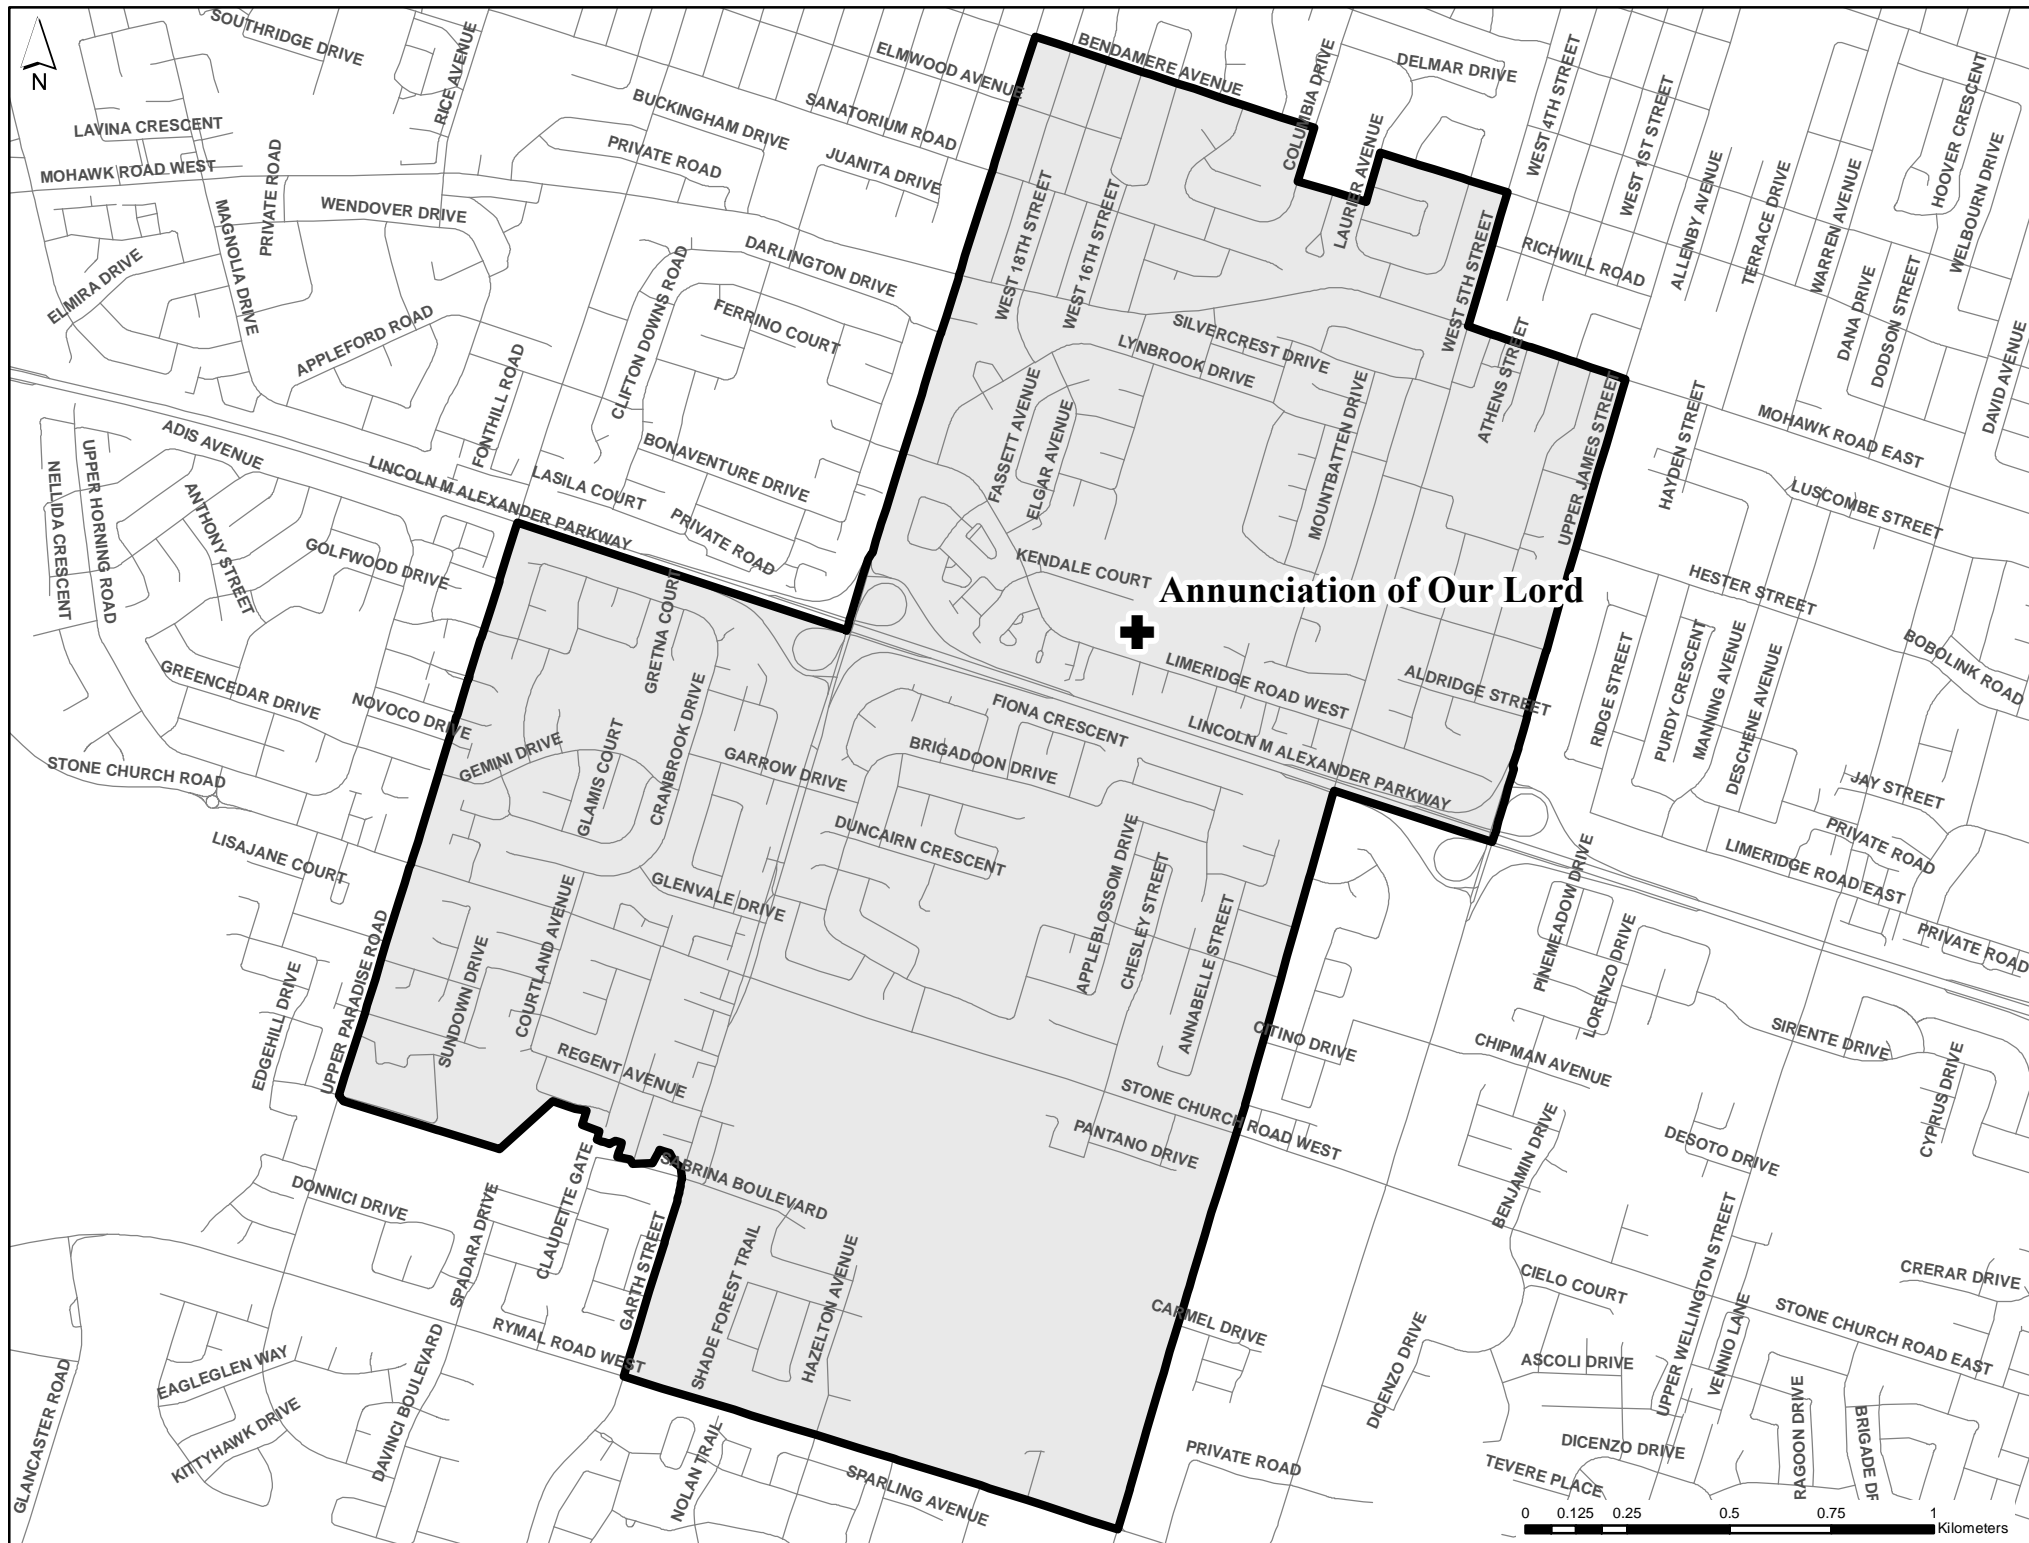 SOUTHRIDGE DRIVE
RICE AVENUE
ELMWOOD AVENUE
BENDAMERE AVENUE
COLUMBIA DRIVE
DELMAR DRIVE
WEST 4TH STREET
WEST 1ST STREET
HOOVER CRESCENT
N
LAVINA CRESCENT
BUCKINGHAM DRIVE
SANATORIUM ROAD
PRIVATE ROAD
JUANITA DRIVE
LAURIER AVENUE
ALLENBY AVENUE
TERRACE DRIVE
WARREN AVENUE
WELBOURN DRIVE
MOHAWK ROAD WEST
PRIVATE ROAD
MAGNOLIA DRIVE
WENDOVER DRIVE
WEST 18TH STREET
WEST 16TH STREET
WEST 5TH STREET
RICHWILL ROAD
DANA DRIVE
DODSON STREET
DAVID AVENUE
ELMIRA DRIVE
DARLINGTON DRIVE
CLIFTON DOWNS ROAD
FERRINO COURT
APPLEFORD ROAD
FONTHILL ROAD
SILVERCREST DRIVE
LYNBROOK DRIVE
ATHENS STREET
MOUNTBATTEN DRIVE
UPPER JAMES STREET
HAYDEN STREET
MOHAWK ROAD EAST
FASSETT AVENUE
ELGAR AVENUE
ADIS AVENUE
NELLIDA CRESCENT
UPPER HORNING ROAD
ANTHONY STREET
LINCOLN M ALEXANDER PARKWAY
LASILA COURT
BONAVENTURE DRIVE
PRIVATE ROAD
LUSCOMBE STREET
GOLFWOOD DRIVE
KENDALE COURT
Annunciation of Our Lord
HESTER STREET
GRETNA COURT
CRANBROOK DRIVE
LIMERIDGE ROAD WEST
ALDRIDGE STREET
RIDGE STREET
PURDY CRESCENT
MANNING AVENUE
DESCHENE AVENUE
BOBOLINK ROAD
GREENCEDAR DRIVE
NOVOCO DRIVE
FIONA CRESCENT
LINCOLN M ALEXANDER PARKWAY
STONE CHURCH ROAD
GEMINI DRIVE
GLAMIS COURT
GARROW DRIVE
BRIGADOON DRIVE
JAY STREET
PRIVATE ROAD
LIMERIDGE ROAD EAST
PRIVATE ROAD
LISAJANE COURT
DUNCAIRN CRESCENT
GLENVALE DRIVE
APPLEBLOSSOM DRIVE
CHESLEY STREET
ANNABELLE STREET
PINEMEADOW DRIVE
LORENZO DRIVE
EDGEHILL DRIVE
UPPER PARADISE ROAD
SUNDOWN DRIVE
COURTLAND AVENUE
REGENT AVENUE
CITINO DRIVE
CHIPMAN AVENUE
SIRENTE DRIVE
CYPRUS DRIVE
STONE CHURCH ROAD WEST
PANTANO DRIVE
BENJAMIN DRIVE
DESOTO DRIVE
DONNICI DRIVE
SPADARA DRIVE
CLAUDETTE GATE
GARTH STREET
SABRINA BOULEVARD
SHADE FOREST TRAIL
HAZELTON AVENUE
CARMEL DRIVE
CIELO COURT
UPPER WELLINGTON STREET
VENNIO LANE
CRERAR DRIVE
STONE CHURCH ROAD EAST
RYMAL ROAD WEST
DICENZO DRIVE
ASCOLI DRIVE
EAGLEGLEN WAY
KITTYHAWK DRIVE
GLANCASTER ROAD
DAVINCI BOULEVARD
NOLAN TRAIL
SPARLING AVENUE
PRIVATE ROAD
DICENZO DRIVE
TEVERE PLACE
RAGOON DRIVE
BRIGADE DR
0 0.125 0.25 0.5 0.75 1
Kilometers